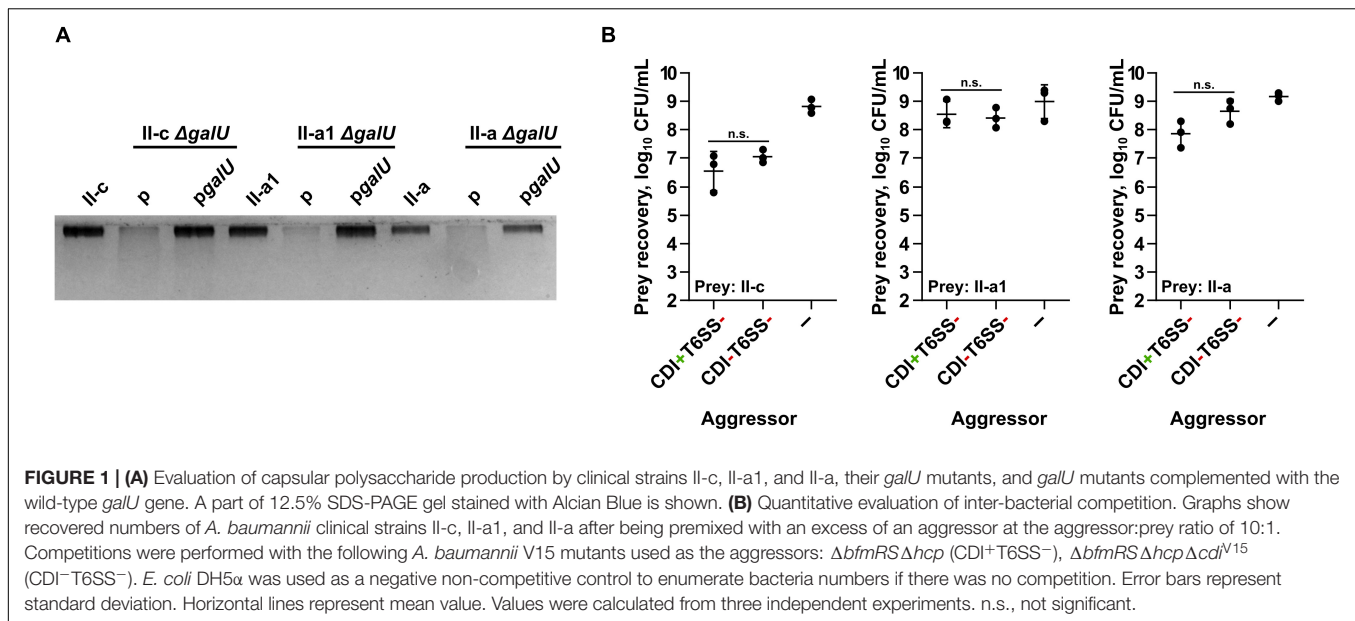 A
II-c ΔgalU
II-a1 ΔgalU
II-a ΔgalU
II-c
p
pgalU
II-a1
p
pgalU
II-a
p
pgalU
B
Prey recovery, log10 CFU/mL
10
9
8
7
6
5
4
3
2
n.s.
Prey: II-c
CDI+T6SS-
CDI-T6SS-
–
Aggressor
Prey recovery, log10 CFU/mL
10
9
8
7
6
5
4
3
2
n.s.
Prey: II-a1
CDI+T6SS-
CDI-T6SS-
–
Aggressor
Prey recovery, log10 CFU/mL
10
9
8
7
6
5
4
3
2
n.s.
Prey: II-a
CDI+T6SS-
CDI-T6SS-
–
Aggressor
FIGURE 1 | (A) Evaluation of capsular polysaccharide production by clinical strains II-c, II-a1, and II-a, their galU mutants, and galU mutants complemented with the
wild-type galU gene. A part of 12.5% SDS-PAGE gel stained with Alcian Blue is shown. (B) Quantitative evaluation of inter-bacterial competition. Graphs show
recovered numbers of A. baumannii clinical strains II-c, II-a1, and II-a after being premixed with an excess of an aggressor at the aggressor:prey ratio of 10:1.
Competitions were performed with the following A. baumannii V15 mutants used as the aggressors: ΔbfmRSΔhcp (CDI+T6SS−), ΔbfmRSΔhcpΔcdiV15
(CDI−T6SS−). E. coli DH5α was used as a negative non-competitive control to enumerate bacteria numbers if there was no competition. Error bars represent
standard deviation. Horizontal lines represent mean value. Values were calculated from three independent experiments. n.s., not significant.